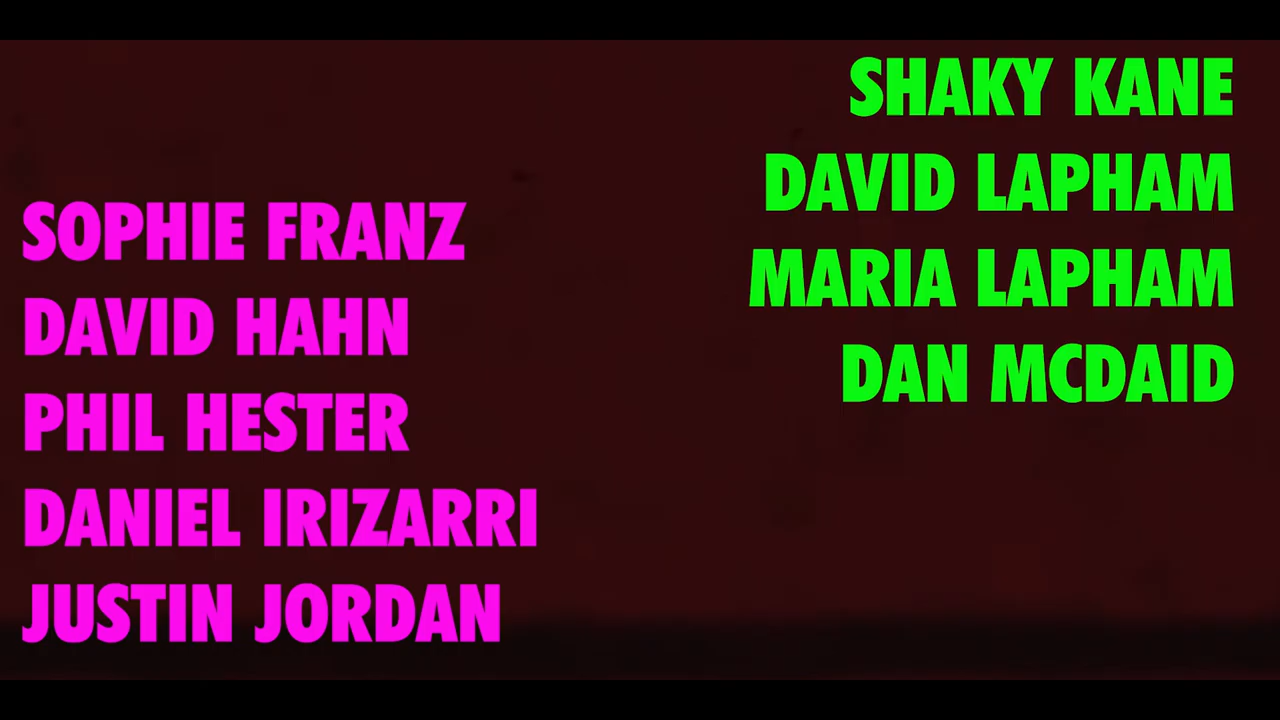 SOPHIE FRANZ
DAVID HAHN
PHIL HESTER
DANIEL IRIZARRI
JUSTIN JORDAN
SHAKY KANE
DAVID LAPHAM
MARIA LAPHAM
DAN MCDAID